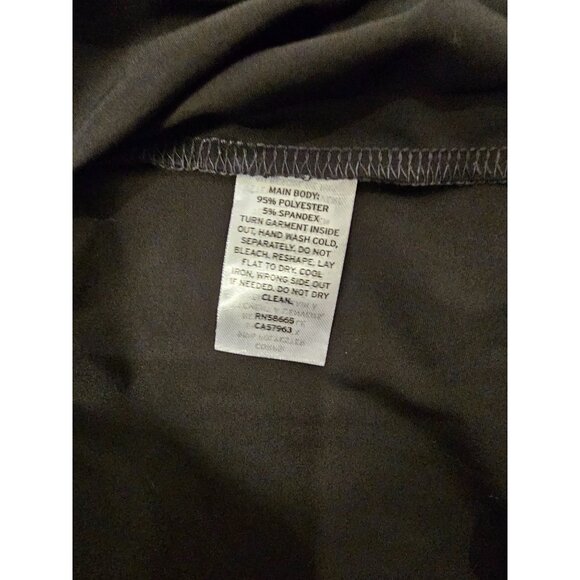 MAIN BODY:
95% POLYESTER
5% SPANDEX
TURN GARMENT INSIDE
OUT, HAND WASH COLD,
SEPARATELY. DO NOT
BLEACH. RESHAPE, LAY
FLAT TO DRY. COOL
IRON, WRONG SIDE OUT
IF NEEDED. DO NOT DRY
CLEAN.
RN58665
CA57963